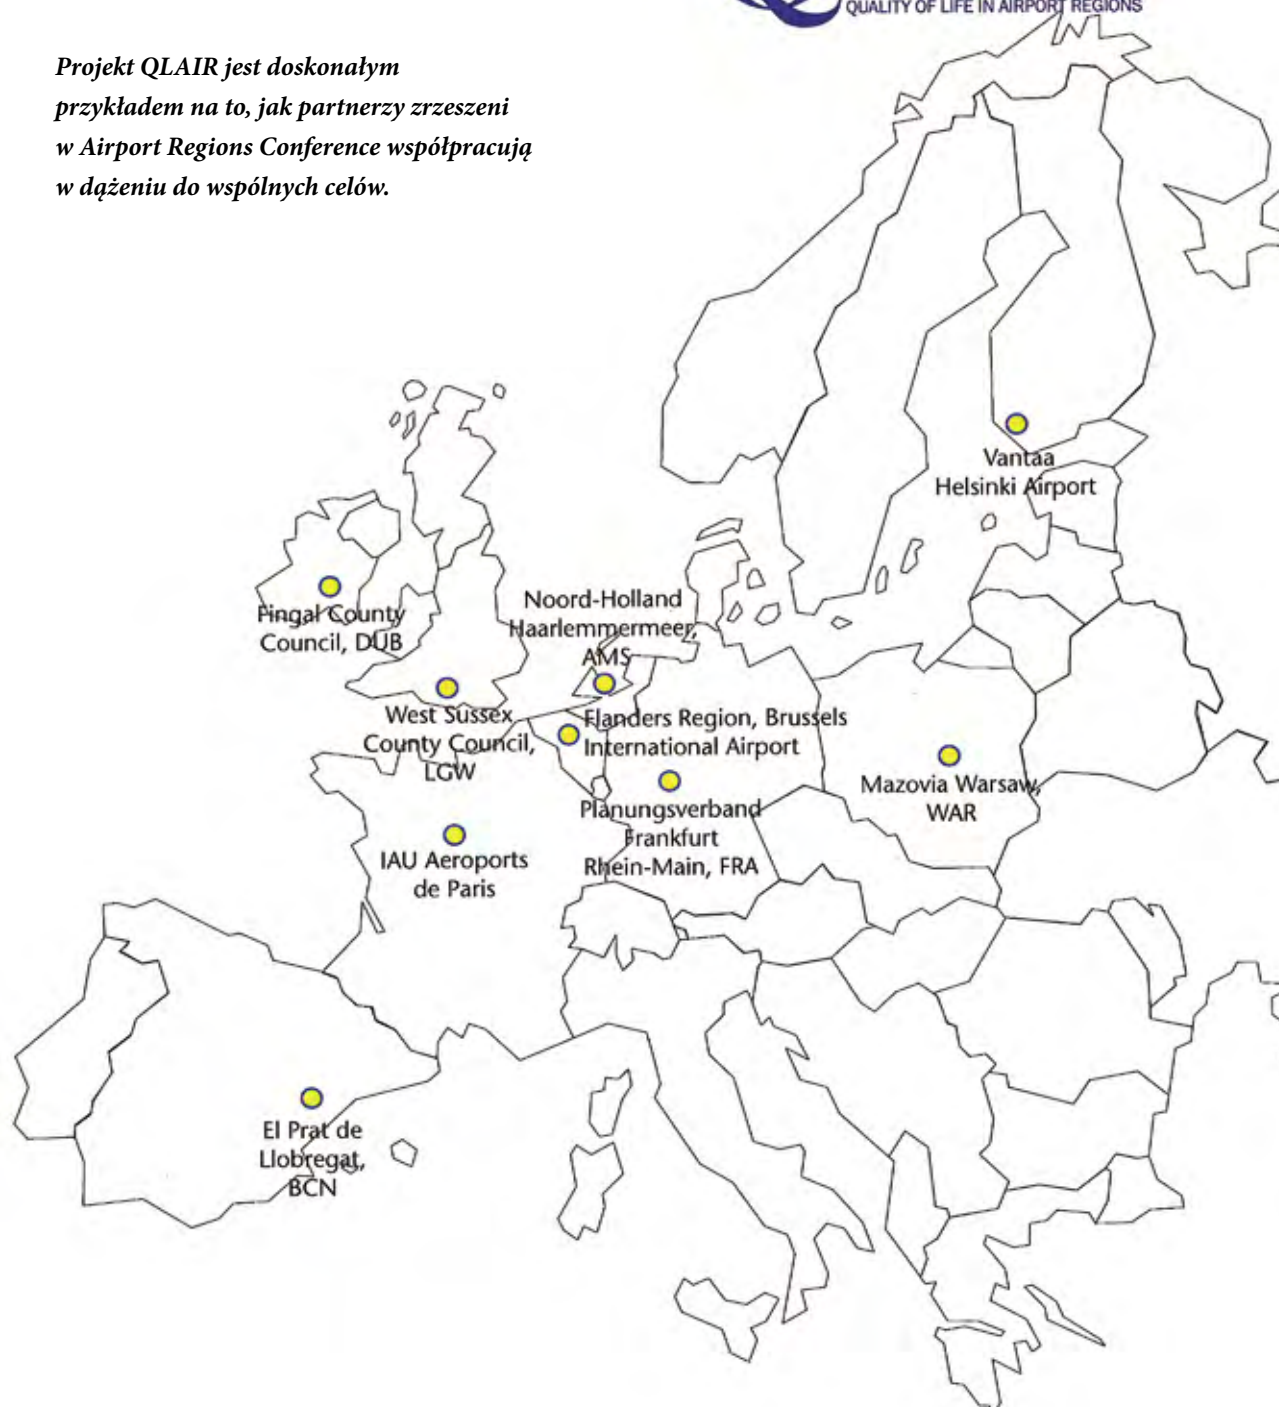 QUALITY OF LIFE IN AIRPORT REGIONS
Projekt QLAIR jest doskonałym
przykładem na to, jak partnerzy zrzeszeni
w Airport Regions Conference współpracują
w dążeniu do wspólnych celów.
Vantaa
Helsinki Airport
Fingal County
Council, DUB
Noord-Holland
Haarlemmermeer,
AMS
West Sussex
County Council,
LGW
Flanders Region, Brussels
International Airport
Mazovia Warsaw,
WAR
Planungsverband
Frankfurt
Rhein-Main, FRA
IAU Aeroports
de Paris
El Prat de
Llobregat,
BCN